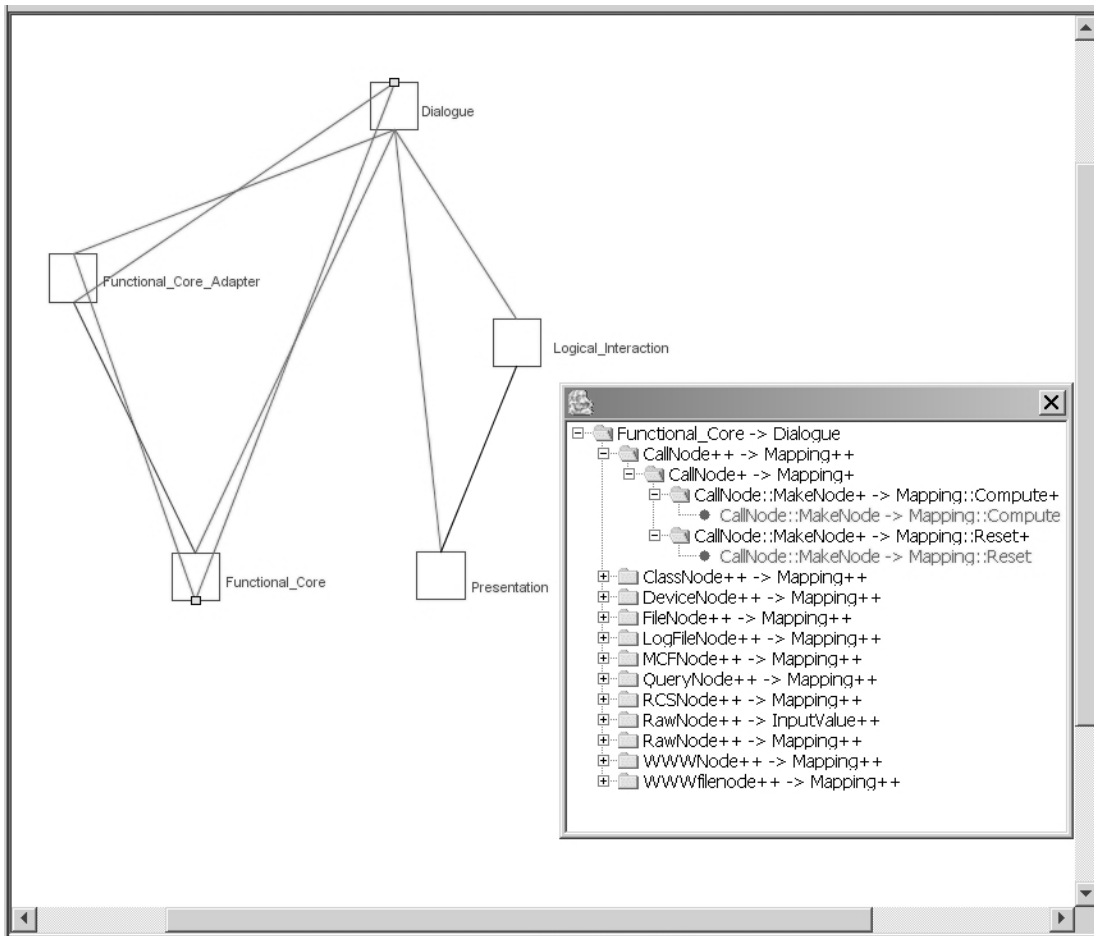 Dialogue
Functional_Core_Adapter
Logical_Interaction
Functional_Core
Presentation
Functional_Core -> Dialogue
CallNode++ -> Mapping++
CallNode+ -> Mapping+
CallNode::MakeNode+ -> Mapping::Compute+
CallNode::MakeNode -> Mapping::Compute
CallNode::MakeNode+ -> Mapping::Reset+
CallNode::MakeNode -> Mapping::Reset
ClassNode++ -> Mapping++
DeviceNode++ -> Mapping++
FileNode++ -> Mapping++
LogFileNode++ -> Mapping++
MCFNode++ -> Mapping++
QueryNode++ -> Mapping++
RCSNode++ -> Mapping++
RawNode++ -> InputValue++
RawNode++ -> Mapping++
WWWNode++ -> Mapping++
WWWfilenode++ -> Mapping++